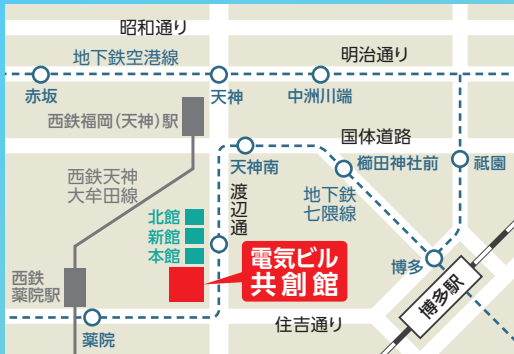 昭和通り
地下鉄空港線
明治通り
赤坂
天神
中洲川端
西鉄福岡(天神)駅
国体道路
天神南
櫛田神社前
祇園
西鉄天神
大牟田線
渡辺通
地下鉄
七隈線
北館
新館
本館
電気ビル
共創館
博多
博多駅
西鉄
薬院駅
薬院
住吉通り